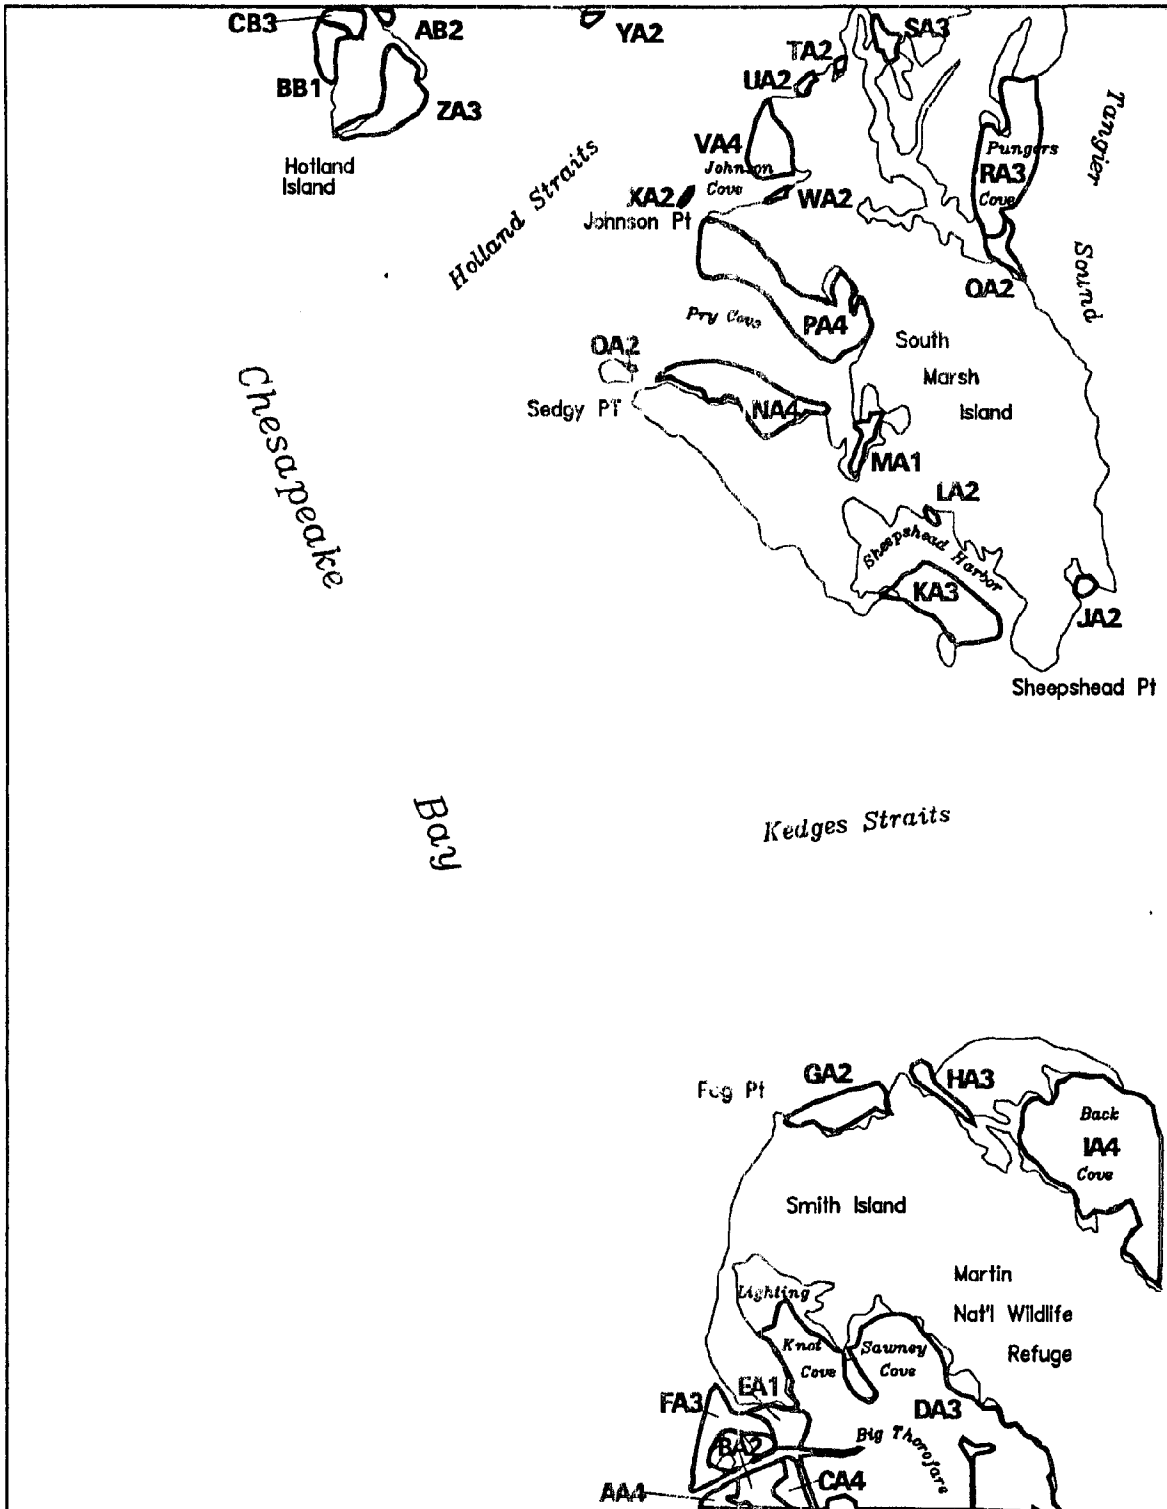 CB3
AB2
YA2
SA3
TA2
UA2
BB1
ZA3
Tangier
Sound
VA4
Johnson
Cove
Pungers
RA3
Cove
Hotland
Island
Holland Straits
XA2
WA2
Johnson Pt
QA2
Pry Cove
PA4
South
Marsh
Island
OA2
Sedgy PT
NA4
MA1
Chesapeake
LA2
Sheepshead Harbor
KA3
JA2
Sheepshead Pt
Bay
Kedges Straits
Fog Pt
GA2
HA3
Back
IA4
Cove
Smith Island
Martin
Nat'l Wildlife
Refuge
Lighting
Knot
Cove
Sawney
Cove
EA1
FA3
DA3
BA2
Big Thorofare
CA4
AA4